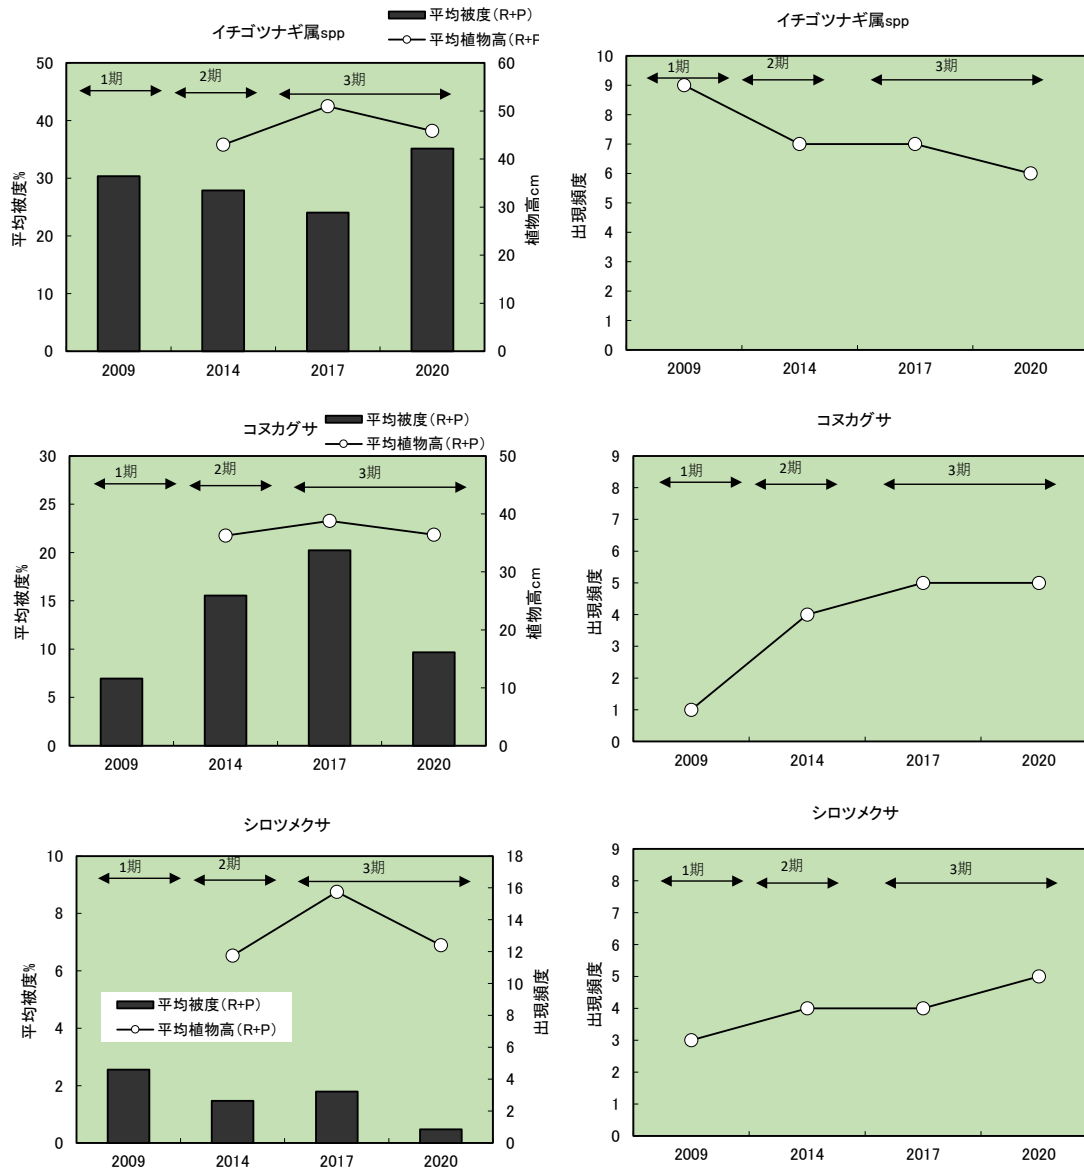 イチゴツナギ属spp
平均被度(R+P)
平均植物高(R+P
1期
2期
3期
平均被度%
植物高cm
50
40
30
20
10
0
60
50
40
30
20
10
0
2009 2014 2017 2020
イチゴツナギ属spp
1期
2期
3期
出現頻度
10
9
8
7
6
5
4
3
2
1
0
2009 2014 2017 2020
コヌカグサ
平均被度(R+P)
平均植物高(R+P)
1期
2期
3期
平均被度%
植物高cm
30
25
20
15
10
5
0
50
40
30
20
10
0
2009 2014 2017 2020
コヌカグサ
1期
2期
3期
出現頻度
9
8
7
6
5
4
3
2
1
0
2009 2014 2017 2020
シロツメクサ
1期
2期
3期
平均被度(R+P)
平均植物高(R+P)
平均被度%
出現頻度
10
8
6
4
2
0
18
16
14
12
10
8
6
4
2
0
2009 2014 2017 2020
シロツメクサ
1期
2期
3期
出現頻度
9
8
7
6
5
4
3
2
1
0
2009 2014 2017 2020